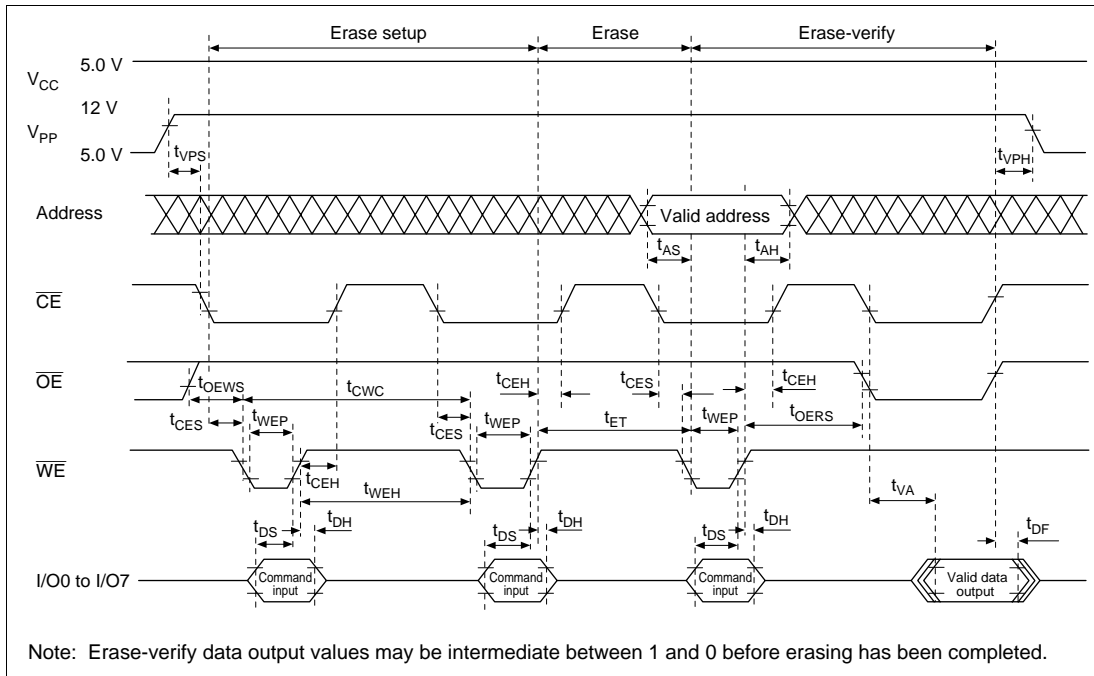 Erase setup Erase Erase-verify
5.0 V
VCC
12 V
VPP
5.0 V
tVPS tVPH
Address Valid address
tAS tAH
CE
OE
tOEWS tCWC tCEH tCES tCEH
tCES tWEP tCES tWEP tET tWEP tOERS
WE
tCEH tWEH tVA
tDS tDH tDS tDH tDS tDH tDF
I/O0 to I/O7 Command input Command input Command input Valid data output
Note: Erase-verify data output values may be intermediate between 1 and 0 before erasing has been completed.